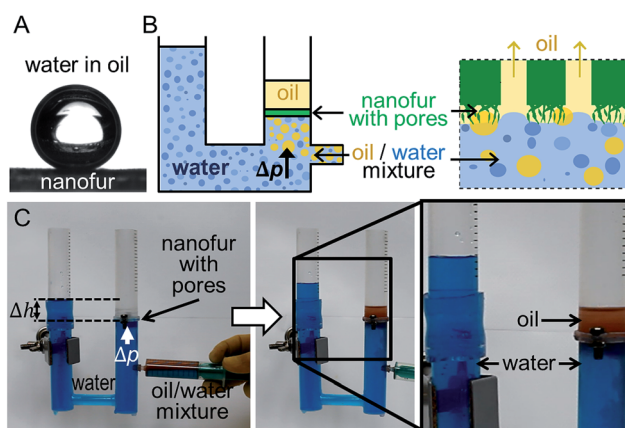 A
water in oil
nanofur
B
oil
water
Δp
nanofur
with pores
oil / water
mixture
oil
C
nanofur
with pores
Δh
Δp
water
oil/water
mixture
oil
water